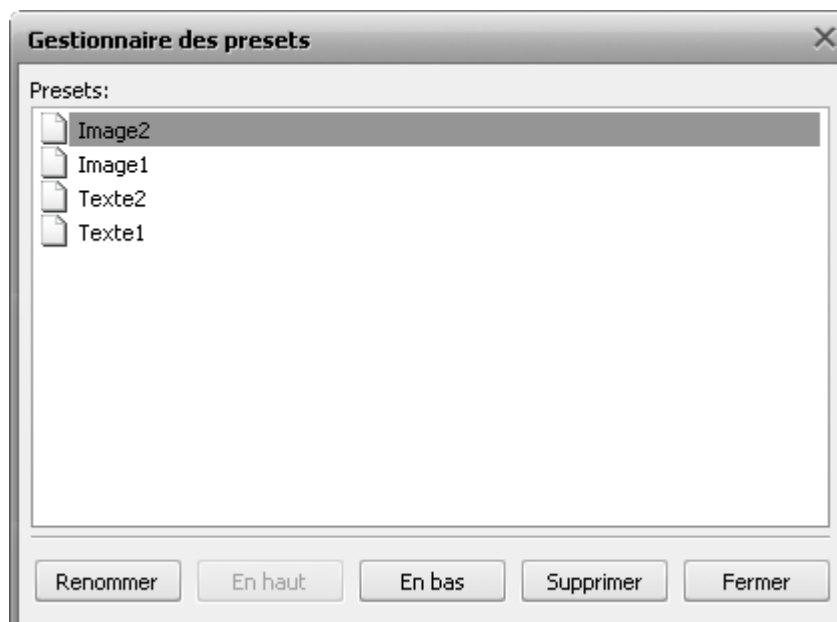 Gestionnaire des presets
Presets:
Image2
Image1
Texte2
Texte1
Renommer En haut En bas Supprimer Fermer